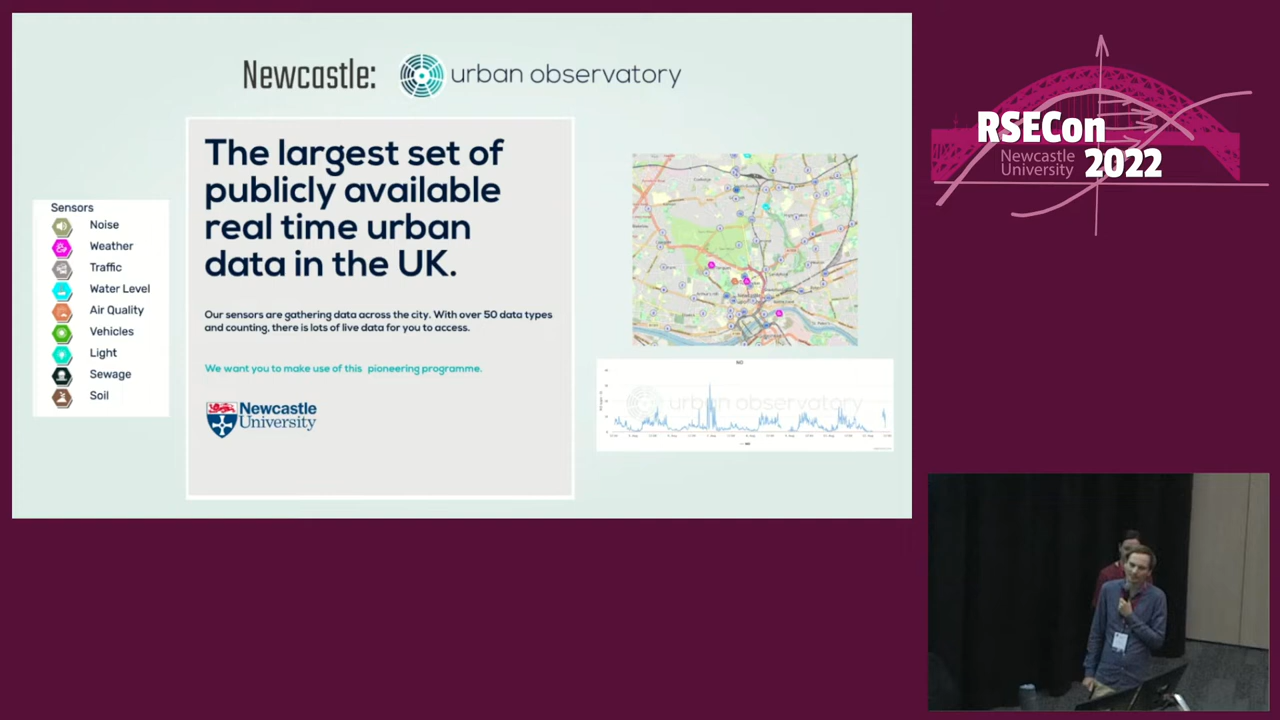 Newcastle: urban observatory
The largest set of
publicly available
real time urban
data in the UK.
Our sensors are gathering data across the city. With over 50 data types
and counting, there is lots of live data for you to access.
We want you to make use of this pioneering programme.
Newcastle
University
Sensors
Noise
Weather
Traffic
Water Level
Air Quality
Vehicles
Light
Sewage
Soil
NO
urban observatory
RSECon
Newcastle
University
2022